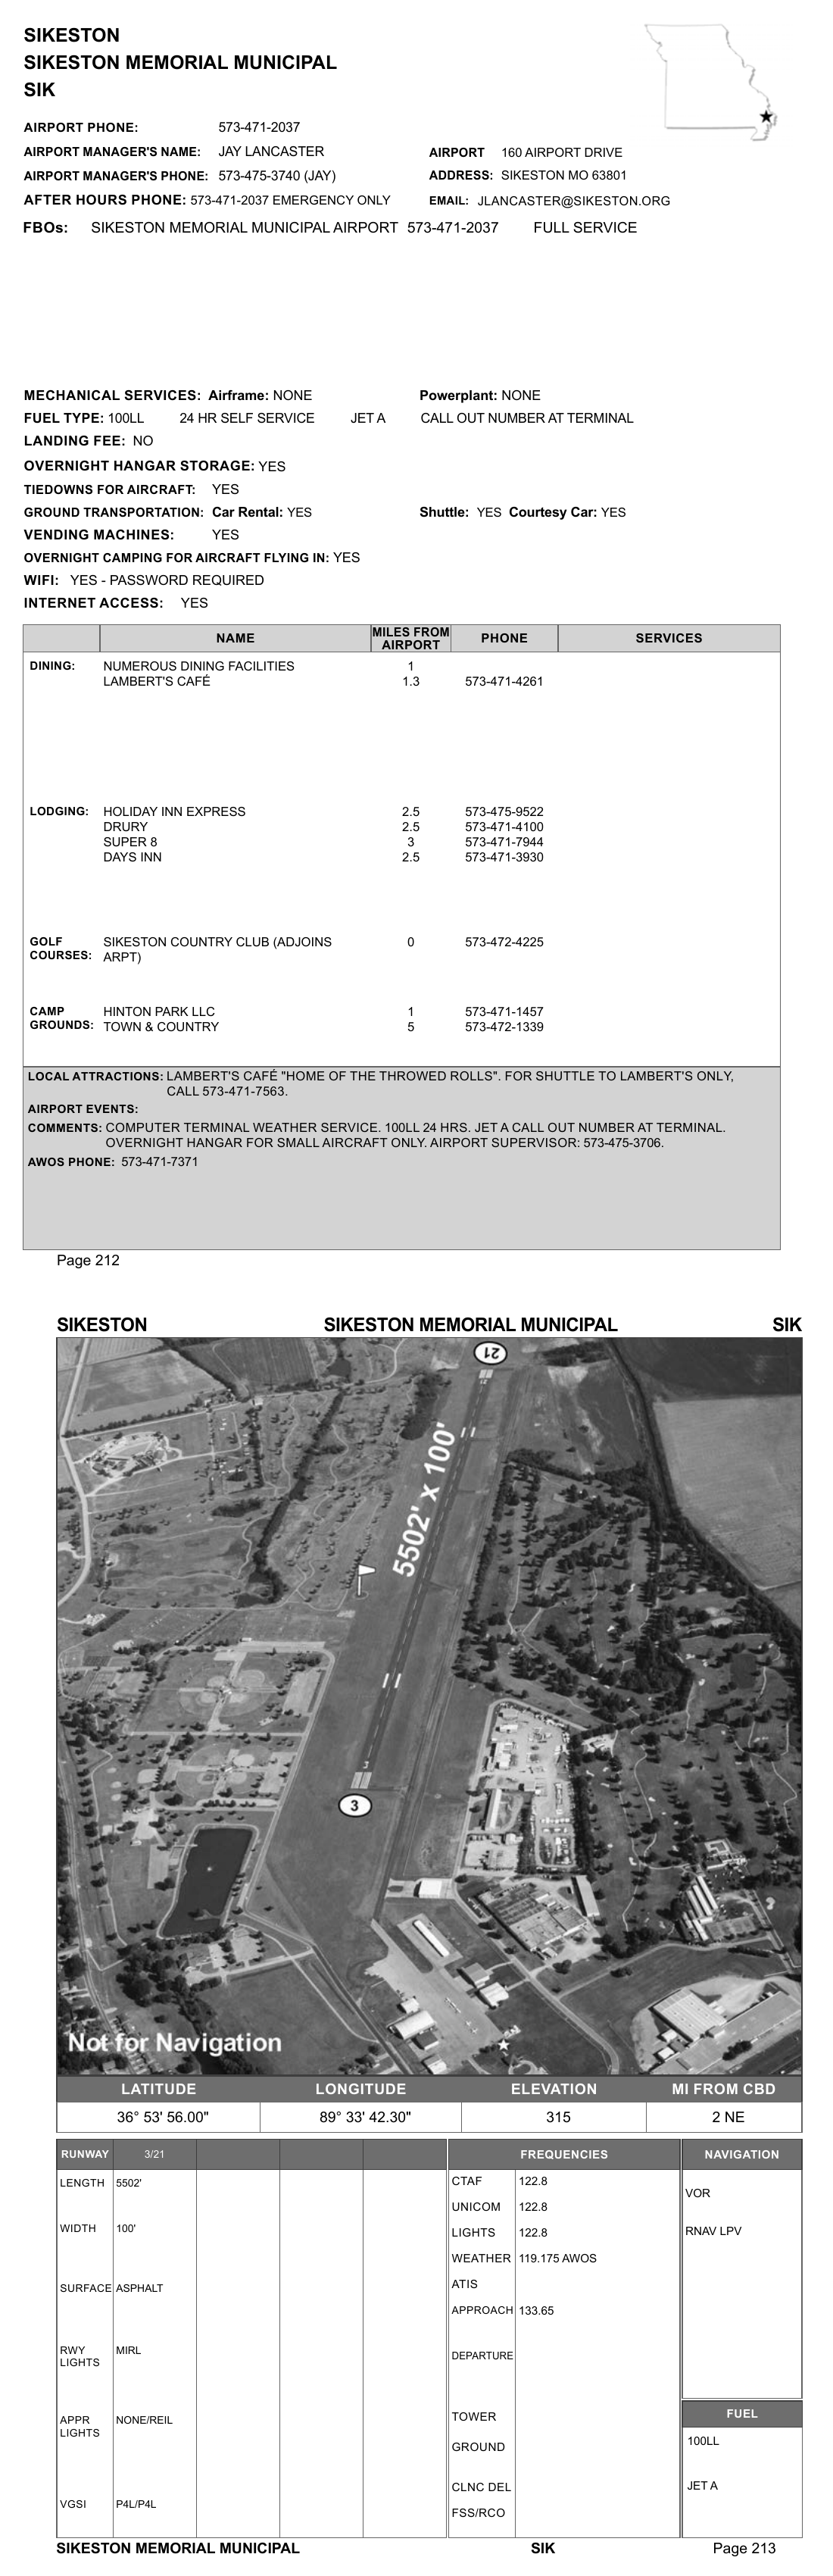 SIKESTON
SIKESTON MEMORIAL MUNICIPAL
SIK
AIRPORT PHONE: 573-471-2037
AIRPORT MANAGER'S NAME: JAY LANCASTER AIRPORT 160 AIRPORT DRIVE
AIRPORT MANAGER'S PHONE: 573-475-3740 (JAY) ADDRESS: SIKESTON MO 63801
AFTER HOURS PHONE: 573-471-2037 EMERGENCY ONLY EMAIL: JLANCASTER@SIKESTON.ORG
FBOs: SIKESTON MEMORIAL MUNICIPAL AIRPORT 573-471-2037 FULL SERVICE
MECHANICAL SERVICES: Airframe: NONE Powerplant: NONE
FUEL TYPE: 100LL 24 HR SELF SERVICE JET A CALL OUT NUMBER AT TERMINAL
LANDING FEE: NO
OVERNIGHT HANGAR STORAGE: YES
TIEDOWNS FOR AIRCRAFT: YES
GROUND TRANSPORTATION: Car Rental: YES Shuttle: YES Courtesy Car: YES
VENDING MACHINES: YES
OVERNIGHT CAMPING FOR AIRCRAFT FLYING IN: YES
WIFI: YES - PASSWORD REQUIRED
INTERNET ACCESS: YES
NAME MILES FROM AIRPORT PHONE SERVICES
DINING: NUMEROUS DINING FACILITIES 1
LAMBERT'S CAFÉ 1.3 573-471-4261
LODGING: HOLIDAY INN EXPRESS 2.5 573-475-9522
DRURY 2.5 573-471-4100
SUPER 8 3 573-471-7944
DAYS INN 2.5 573-471-3930
GOLF COURSES: SIKESTON COUNTRY CLUB (ADJOINS 0 573-472-4225
ARPT)
CAMP GROUNDS: HINTON PARK LLC 1 573-471-1457
TOWN & COUNTRY 5 573-472-1339
LOCAL ATTRACTIONS: LAMBERT'S CAFÉ "HOME OF THE THROWED ROLLS". FOR SHUTTLE TO LAMBERT'S ONLY,
CALL 573-471-7563.
AIRPORT EVENTS:
COMMENTS: COMPUTER TERMINAL WEATHER SERVICE. 100LL 24 HRS. JET A CALL OUT NUMBER AT TERMINAL.
OVERNIGHT HANGAR FOR SMALL AIRCRAFT ONLY. AIRPORT SUPERVISOR: 573-475-3706.
AWOS PHONE: 573-471-7371
Page 212
SIKESTON SIKESTON MEMORIAL MUNICIPAL SIK
21
5502' x 100'
3
3
Not for Navigation
LATITUDE LONGITUDE ELEVATION MI FROM CBD
36° 53' 56.00" 89° 33' 42.30" 315 2 NE
RUNWAY 3/21
LENGTH 5502'
WIDTH 100'
SURFACE ASPHALT
RWY LIGHTS MIRL
APPR LIGHTS NONE/REIL
VGSI P4L/P4L
FREQUENCIES
CTAF 122.8
UNICOM 122.8
LIGHTS 122.8
WEATHER 119.175 AWOS
ATIS
APPROACH 133.65
DEPARTURE
TOWER
GROUND
CLNC DEL
FSS/RCO
NAVIGATION
VOR
RNAV LPV
FUEL
100LL
JET A
SIKESTON MEMORIAL MUNICIPAL SIK Page 213